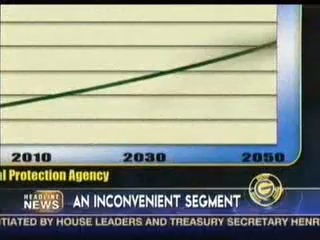 2010 2030 2050
al Protection Agency
HEADLINE NEWS AN INCONVENIENT SEGMENT G
TIATED BY HOUSE LEADERS AND TREASURY SECRETARY HENR